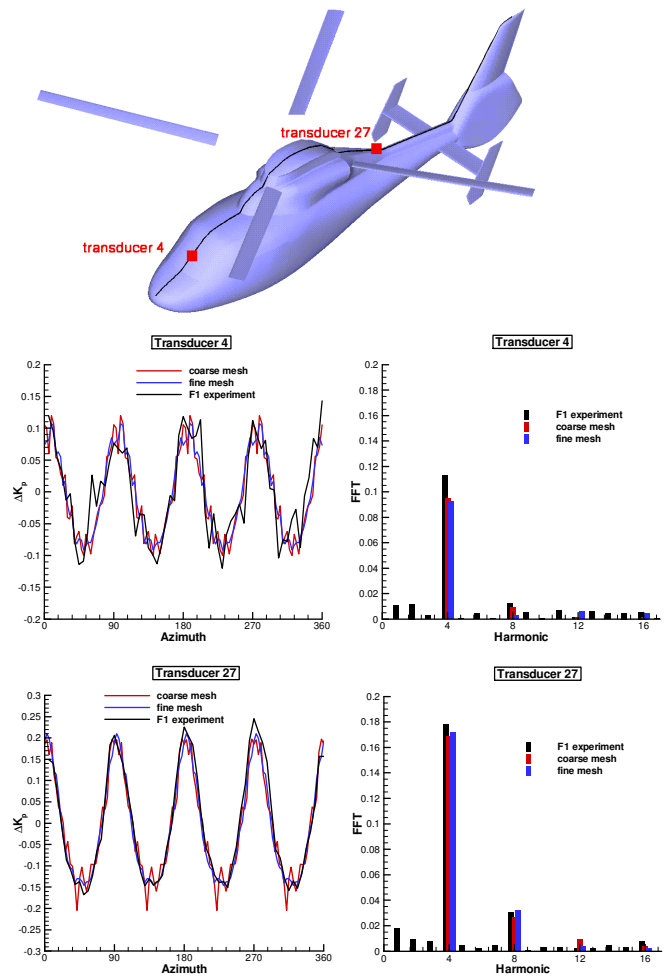 transducer 27
transducer 4
Transducer 4
coarse mesh
fine mesh
F1 experiment
0.2
0.15
0.1
0.05
0
-0.05
-0.1
-0.15
-0.2
ΔKp
0 90 180 270 360
Azimuth
Transducer 4
F1 experiment
coarse mesh
fine mesh
0.2
0.18
0.16
0.14
0.12
0.1
0.08
0.06
0.04
0.02
0
FFT
0 4 8 12 16
Harmonic
Transducer 27
coarse mesh
fine mesh
F1 experiment
0.3
0.25
0.2
0.15
0.1
0.05
0
-0.05
-0.1
-0.15
-0.2
-0.25
-0.3
ΔKp
0 90 180 270 360
Azimuth
Transducer 27
F1 experiment
coarse mesh
fine mesh
0.2
0.18
0.16
0.14
0.12
0.1
0.08
0.06
0.04
0.02
0
FFT
0 4 8 12 16
Harmonic